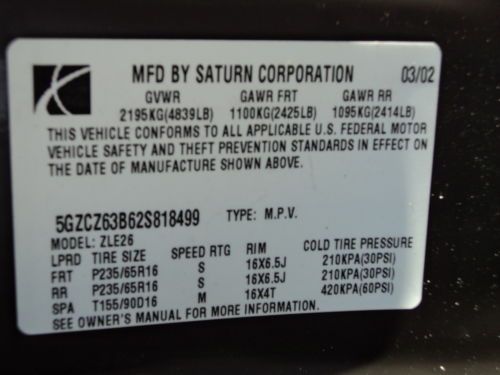 MFD BY SATURN CORPORATION 03/02
GVWR GAWR FRT GAWR RR
2195KG(4839LB) 1100KG(2425LB) 1095KG(2414LB)
THIS VEHICLE CONFORMS TO ALL APPLICABLE U.S. FEDERAL MOTOR
VEHICLE SAFETY AND THEFT PREVENTION STANDARDS IN EFFECT ON
THE DATE OF MANUFACTURE SHOWN ABOVE.
5GZCZ63B62S818499 TYPE: M.P.V.
MODEL: ZLE26
LPRD TIRE SIZE SPEED RTG RIM COLD TIRE PRESSURE
FRT P235/65R16 S 16X6.5J 210KPA(30PSI)
RR P235/65R16 S 16X6.5J 210KPA(30PSI)
SPA T155/90D16 M 16X4T 420KPA(60PSI)
SEE OWNER'S MANUAL FOR MORE INFORMATION